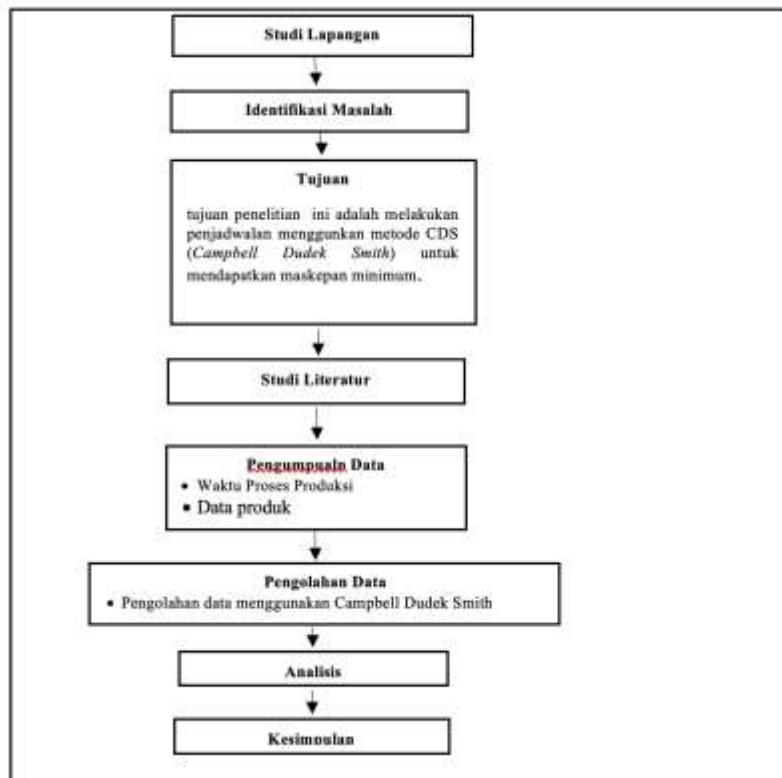 Studi Lapangan
Identifikasi Masalah
Tujuan
tujuan penelitian ini adalah melakukan
penjadwalan menggunkan metode CDS
(Campbell Dudek Smith) untuk
mendapatkan maskepan minimum.
Studi Literatur
Pengumpualn Data
• Waktu Proses Produksi
• Data produk
Pengolahan Data
• Pengolahan data menggunakan Campbell Dudek Smith
Analisis
Kesimpulan